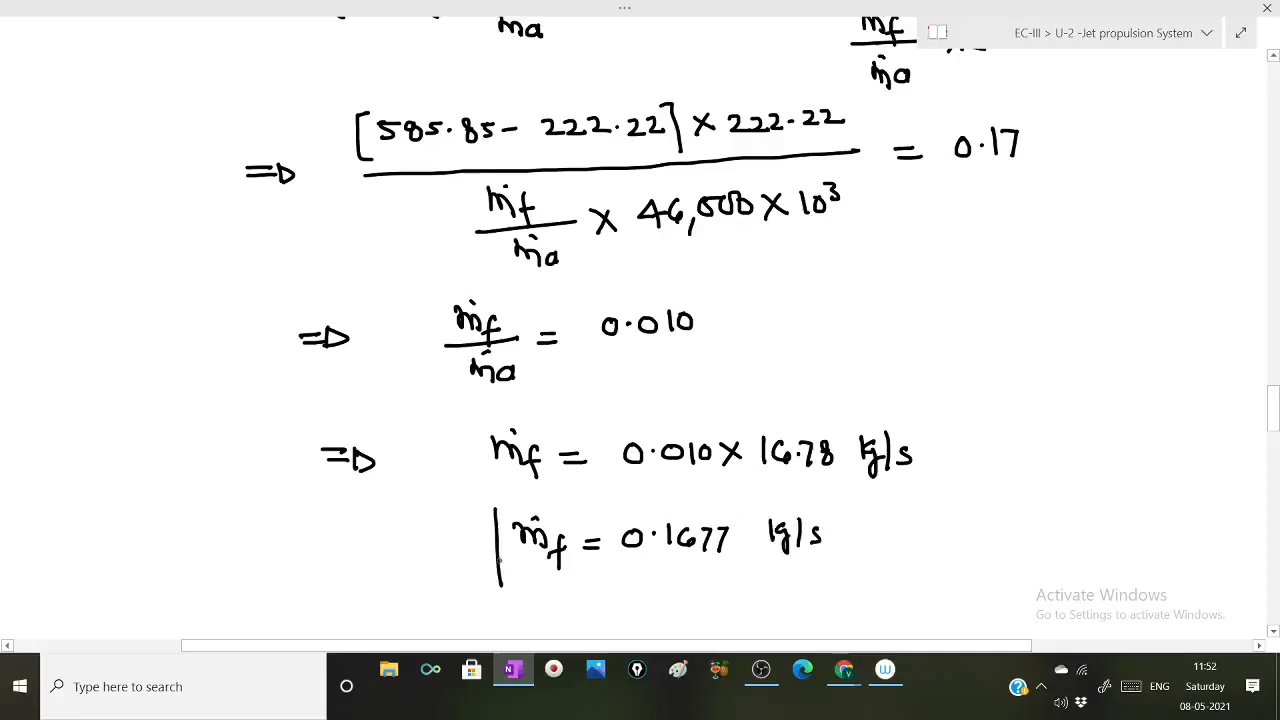 ṁa
EC-III > U-2 -Jet propulsion System
ṁf
ṁa
⇒ [585.85 - 222.22] × 222.22 = 0.17
ṁf/ṁa × 46,000 × 10³
⇒ ṁf/ṁa = 0.010
⇒ ṁf = 0.010 × 16.78 kg/s
ṁf = 0.1677 kg/s
Activate Windows
Go to Settings to activate Windows.
Type here to search
ENG
11:52
Saturday
08-05-2021